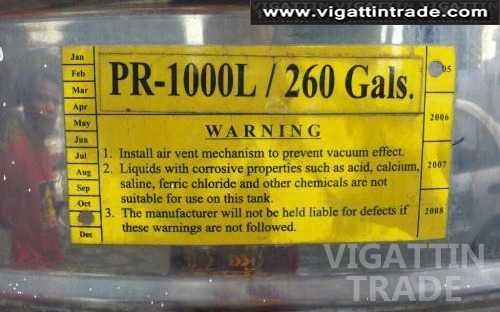 www.vigattintrade.com
PR-1000L / 260 Gals.
Jan
Feb
Mar
Apr
May
Jun
Jul
Aug
Sep
Oct
Dec
2006
2007
2008
WARNING
1. Install air vent mechanism to prevent vacuum effect.
2. Liquids with corrosive properties such as acid, calcium,
saline, ferric chloride and other chemicals are not
suitable for use on this tank.
3. The manufacturer will not be held liable for defects if
these warnings are not followed.
VIGATTIN
TRADE